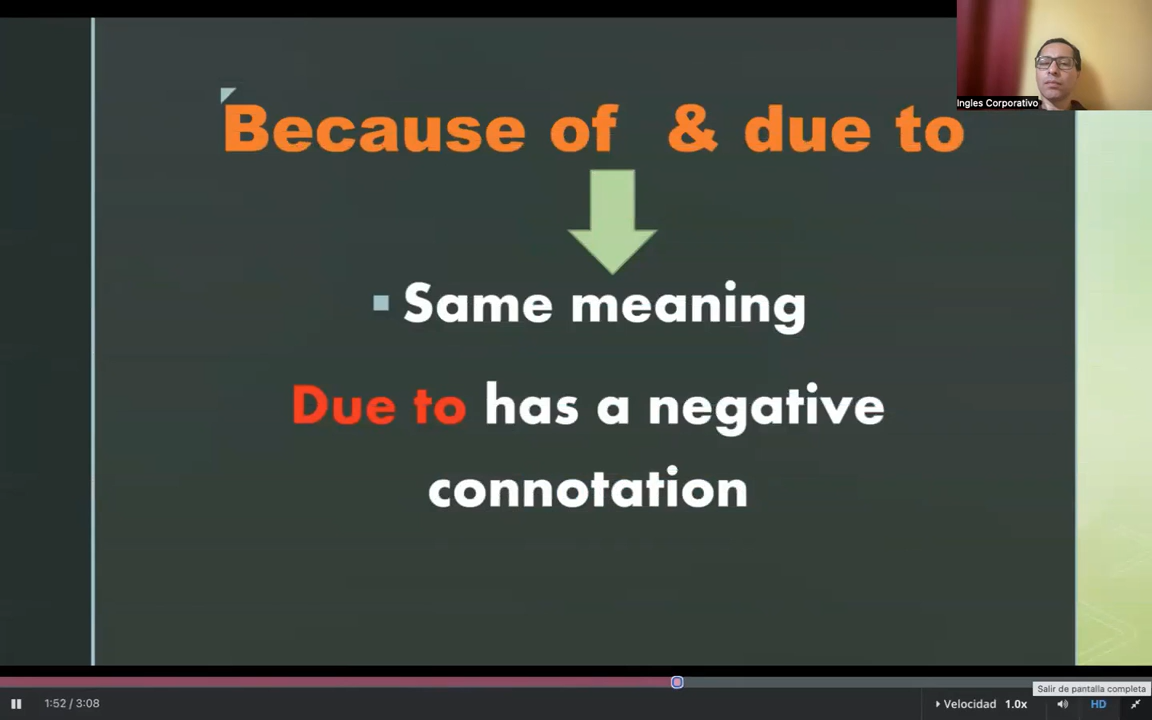 Ingles Corporativo
Because of & due to
Same meaning
Due to has a negative
connotation
Salir de pantalla completa
1:52 / 3:08
Velocidad 1.0x
HD